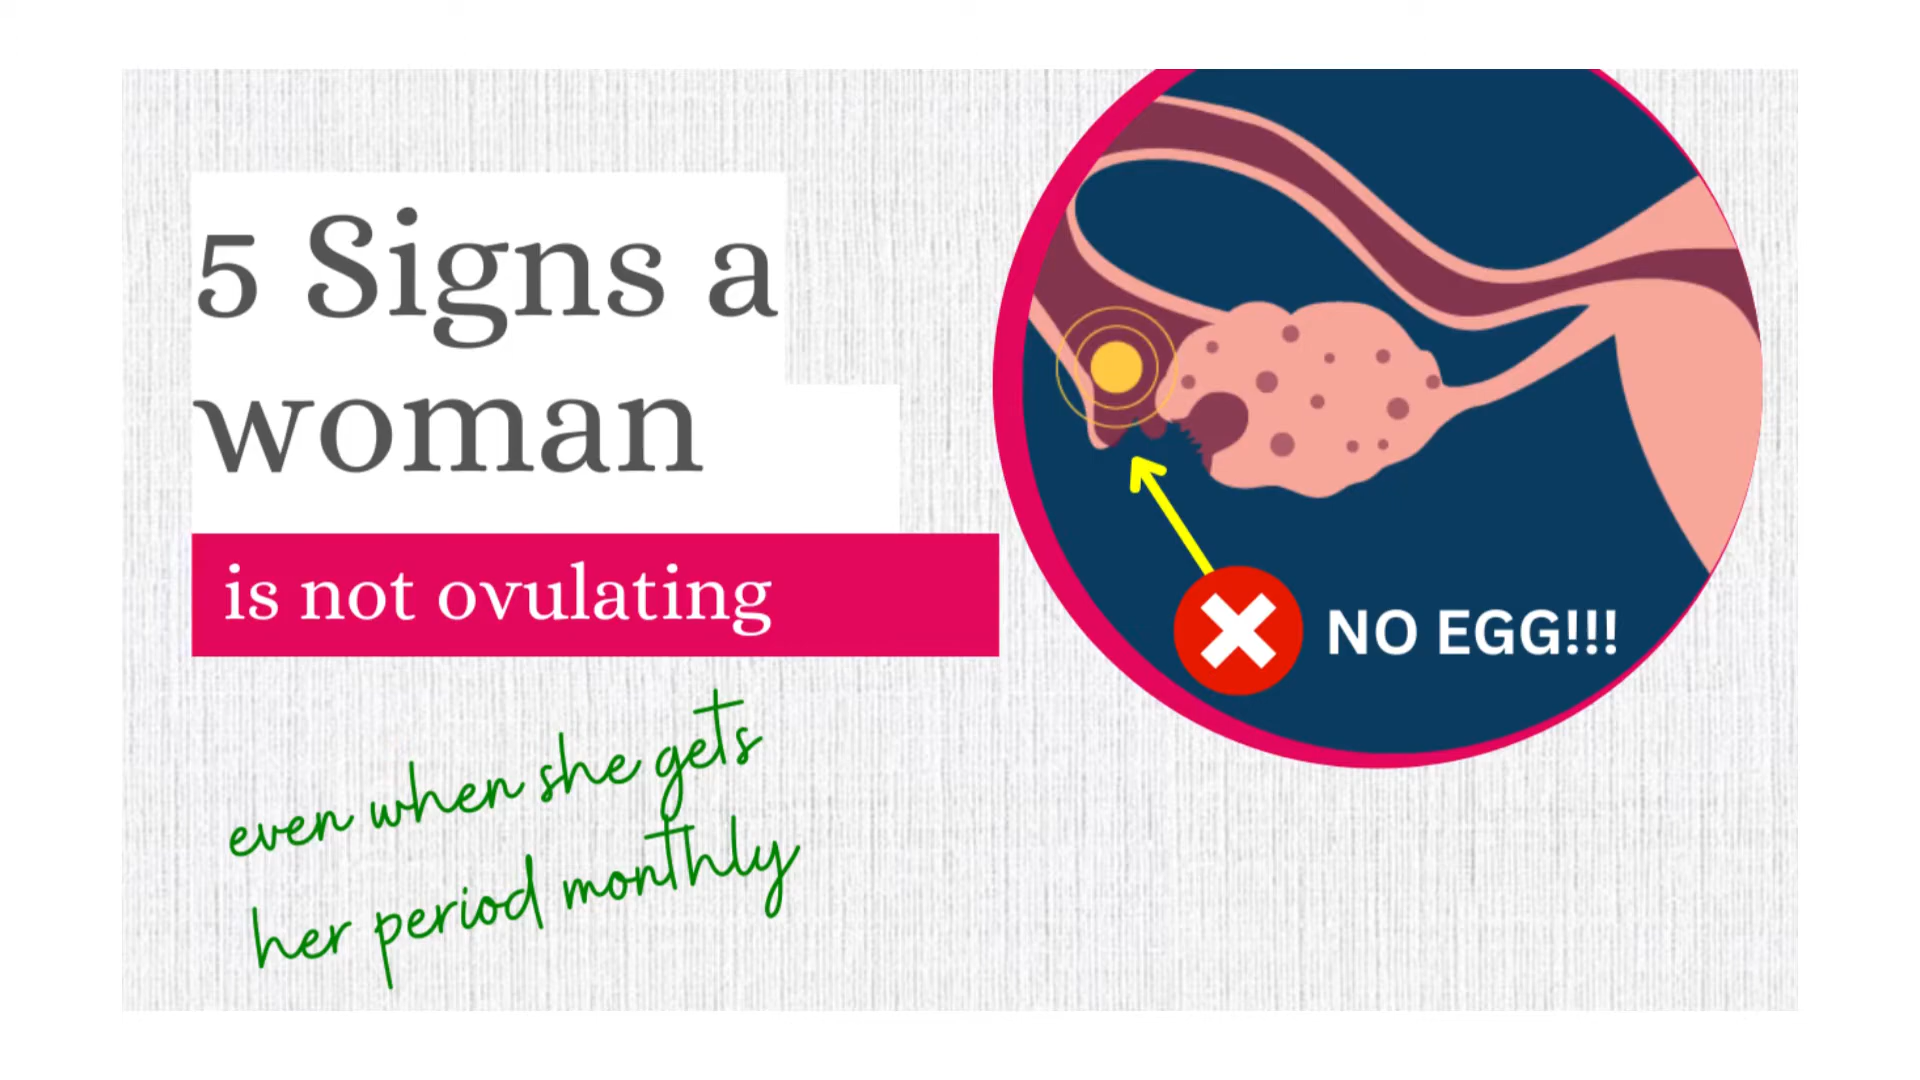 5 Signs a
woman
is not ovulating
even when she gets
her period monthly
NO EGG!!!